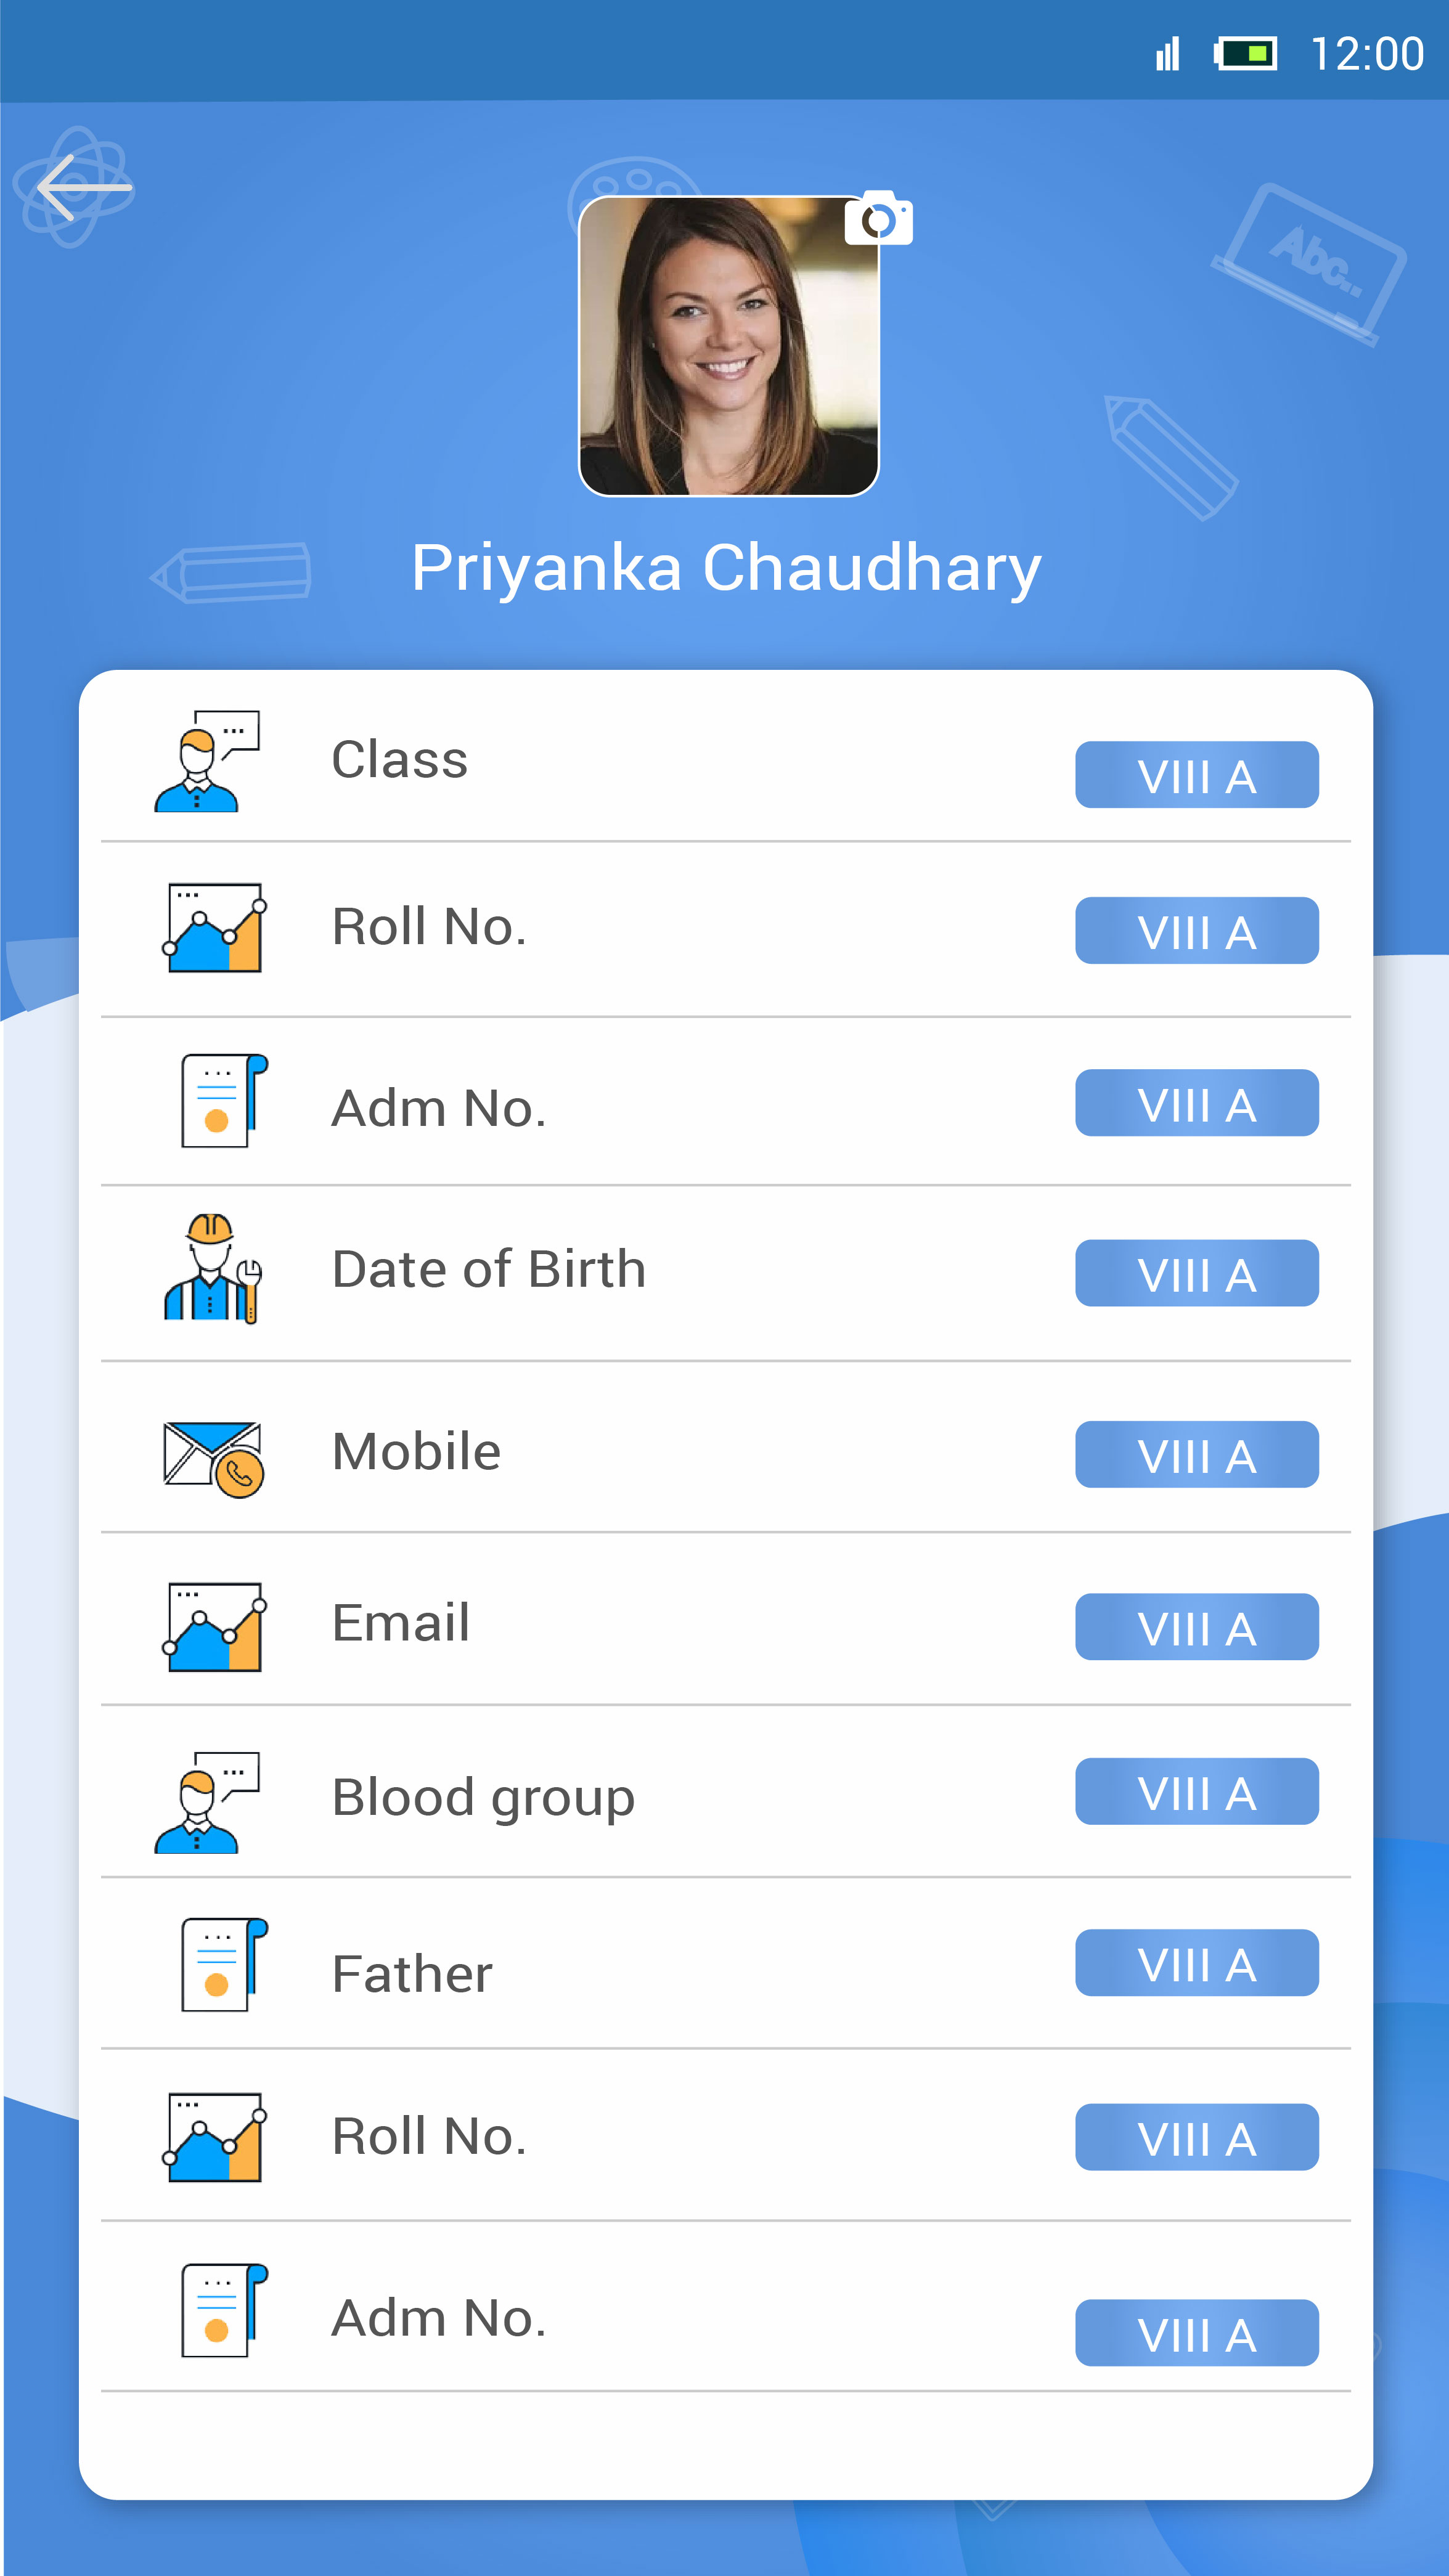 12:00
Abc..
Priyanka Chaudhary
Class VIII A
Roll No. VIII A
Adm No. VIII A
Date of Birth VIII A
Mobile VIII A
Email VIII A
Blood group VIII A
Father VIII A
Roll No. VIII A
Adm No. VIII A